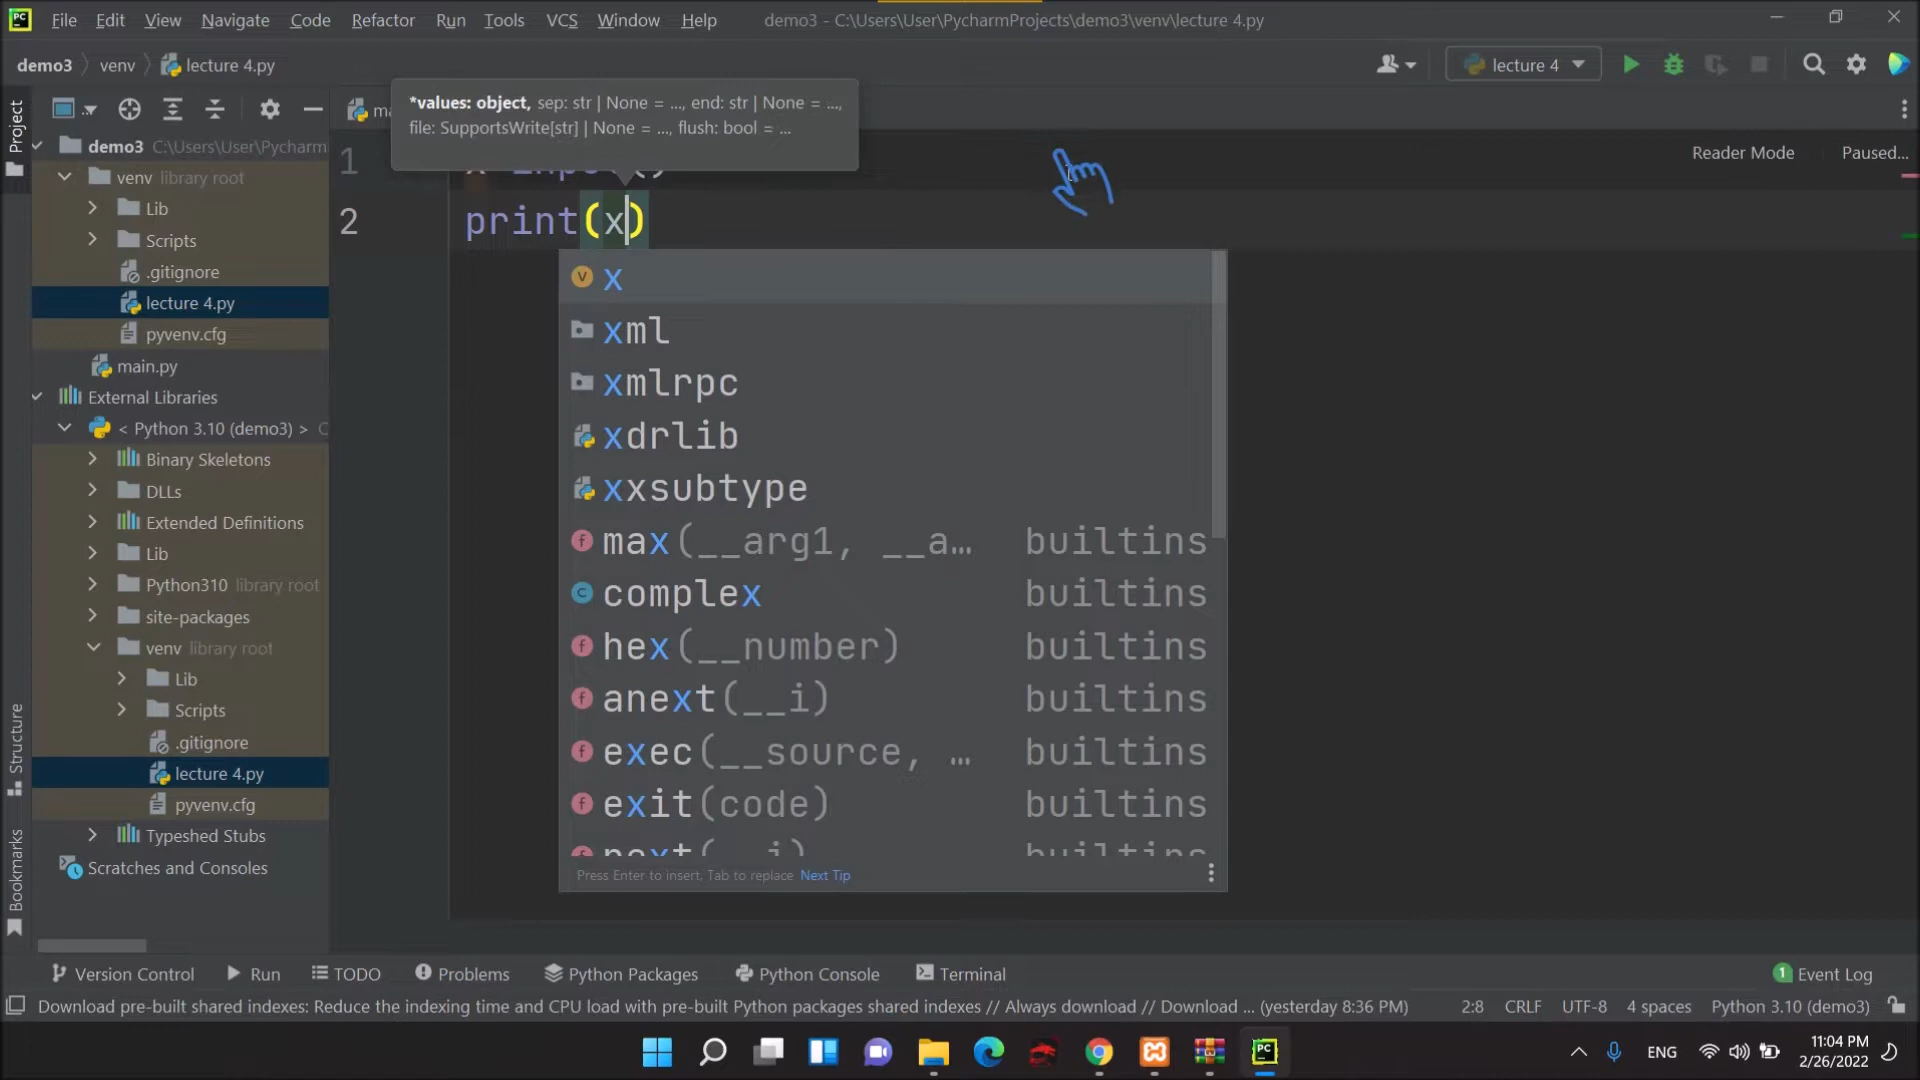 PC File Edit View Navigate Code Refactor Run Tools VCS Window Help demo3 - C:\Users\User\PycharmProjects\demo3\venv\lecture 4.py
demo3 venv lecture 4.py lecture 4
Project
*values: object, sep: str | None = ..., end: str | None = ...,
file: SupportsWrite[str] | None = ..., flush: bool = ...
Reader Mode Paused...
1
2 print(x)
demo3 C:\Users\User\Pycharm
venv library root
Lib
Scripts
.gitignore
lecture 4.py
pyvenv.cfg
main.py
External Libraries
< Python 3.10 (demo3) > C
Binary Skeletons
DLLs
Extended Definitions
Lib
Python310 library root
site-packages
venv library root
Lib
Scripts
.gitignore
lecture 4.py
pyvenv.cfg
Typeshed Stubs
Scratches and Consoles
Structure
Bookmarks
x
xml
xmlrpc
xdrlib
xxsubtype
max(__arg1, __a... builtins
complex builtins
hex(__number) builtins
anext(__i) builtins
exec(__source, ... builtins
exit(code) builtins
Press Enter to insert, Tab to replace Next Tip
Version Control Run TODO Problems Python Packages Python Console Terminal 1 Event Log
Download pre-built shared indexes: Reduce the indexing time and CPU load with pre-built Python packages shared indexes // Always download // Download ... (yesterday 8:36 PM) 2:8 CRLF UTF-8 4 spaces Python 3.10 (demo3)
PC ENG 11:04 PM
2/26/2022